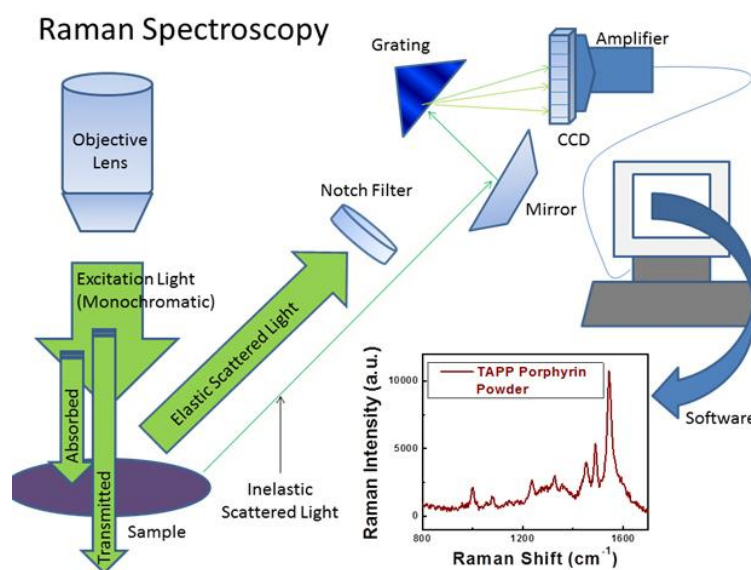 Raman Spectroscopy
Grating
Amplifier
Objective
Lens
CCD
Notch Filter
Mirror
Excitation Light
(Monochromatic)
Elastic Scattered Light
Absorbed
Transmitted
Sample
Inelastic
Scattered Light
Software
TAPP Porphyrin
Powder
Raman Intensity (a.u.)
10000
5000
0
800
1200
1600
Raman Shift (cm⁻¹)